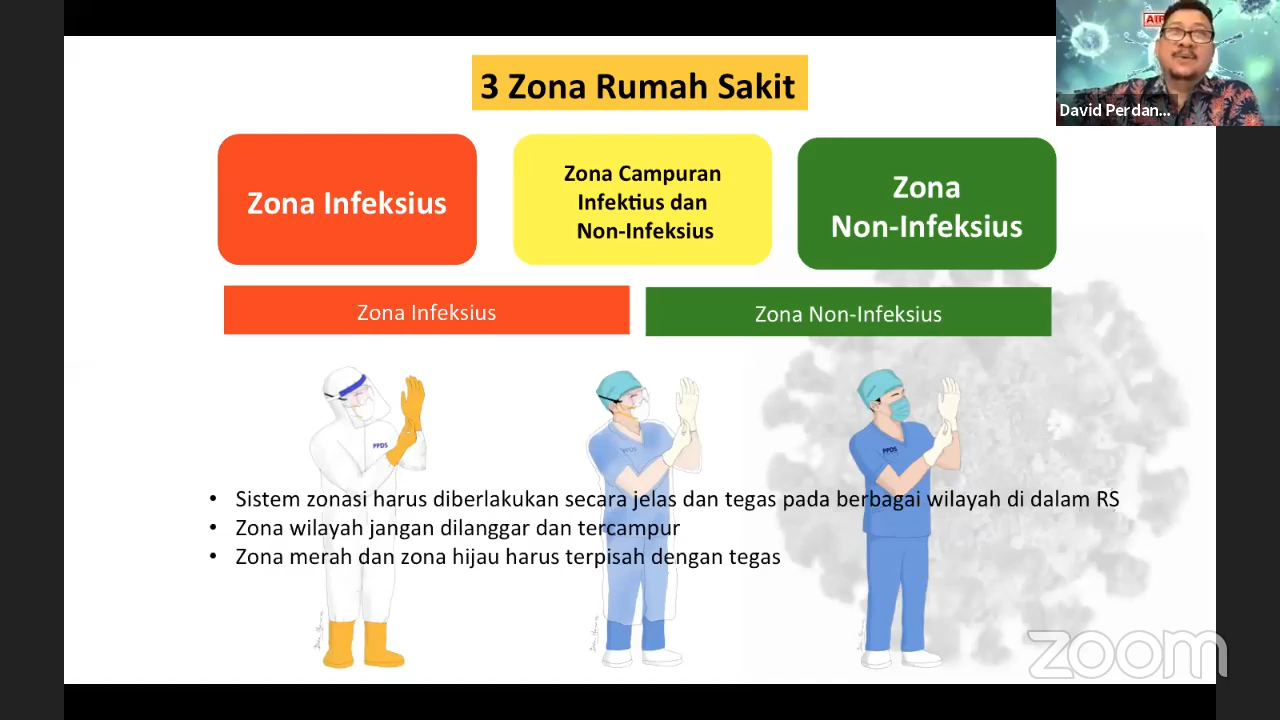 3 Zona Rumah Sakit
AIR
David Perdan...
Zona Infeksius
Zona Campuran
Infektius dan
Non-Infeksius
Zona
Non-Infeksius
Zona Infeksius
Zona Non-Infeksius
PPDS
PPDS
PPDS
• Sistem zonasi harus diberlakukan secara jelas dan tegas pada berbagai wilayah di dalam RS
• Zona wilayah jangan dilanggar dan tercampur
• Zona merah dan zona hijau harus terpisah dengan tegas
zoom